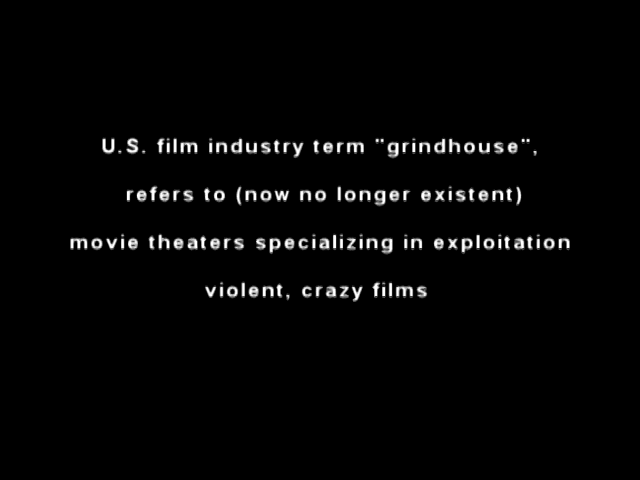 U.S. film industry term "grindhouse",
refers to (now no longer existent)
movie theaters specializing in exploitation
violent, crazy films